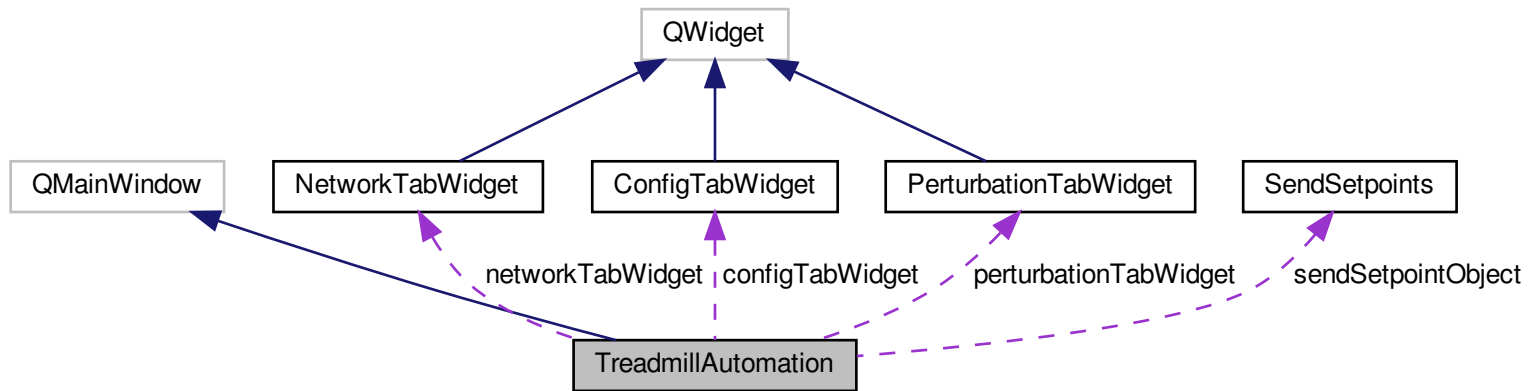 QWidget
QMainWindow
NetworkTabWidget
ConfigTabWidget
PerturbationTabWidget
SendSetpoints
networkTabWidget
configTabWidget
perturbationTabWidget
sendSetpointObject
TreadmillAutomation